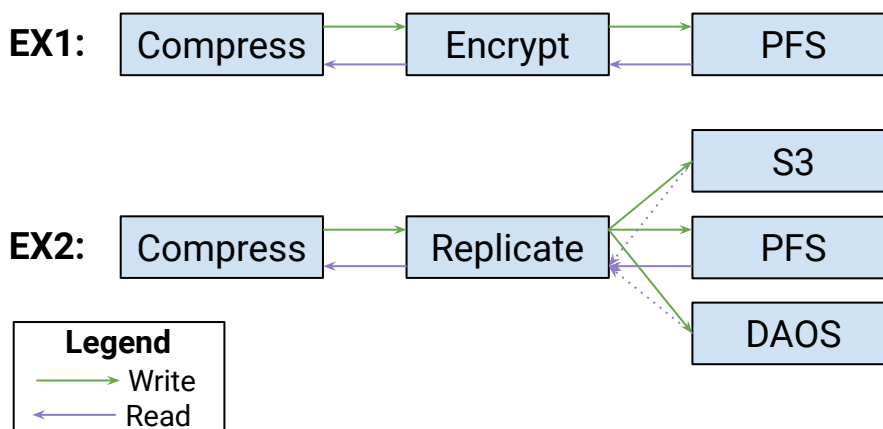 EX1: Compress Encrypt PFS
S3
EX2: Compress Replicate PFS
DAOS
Legend
Write
Read